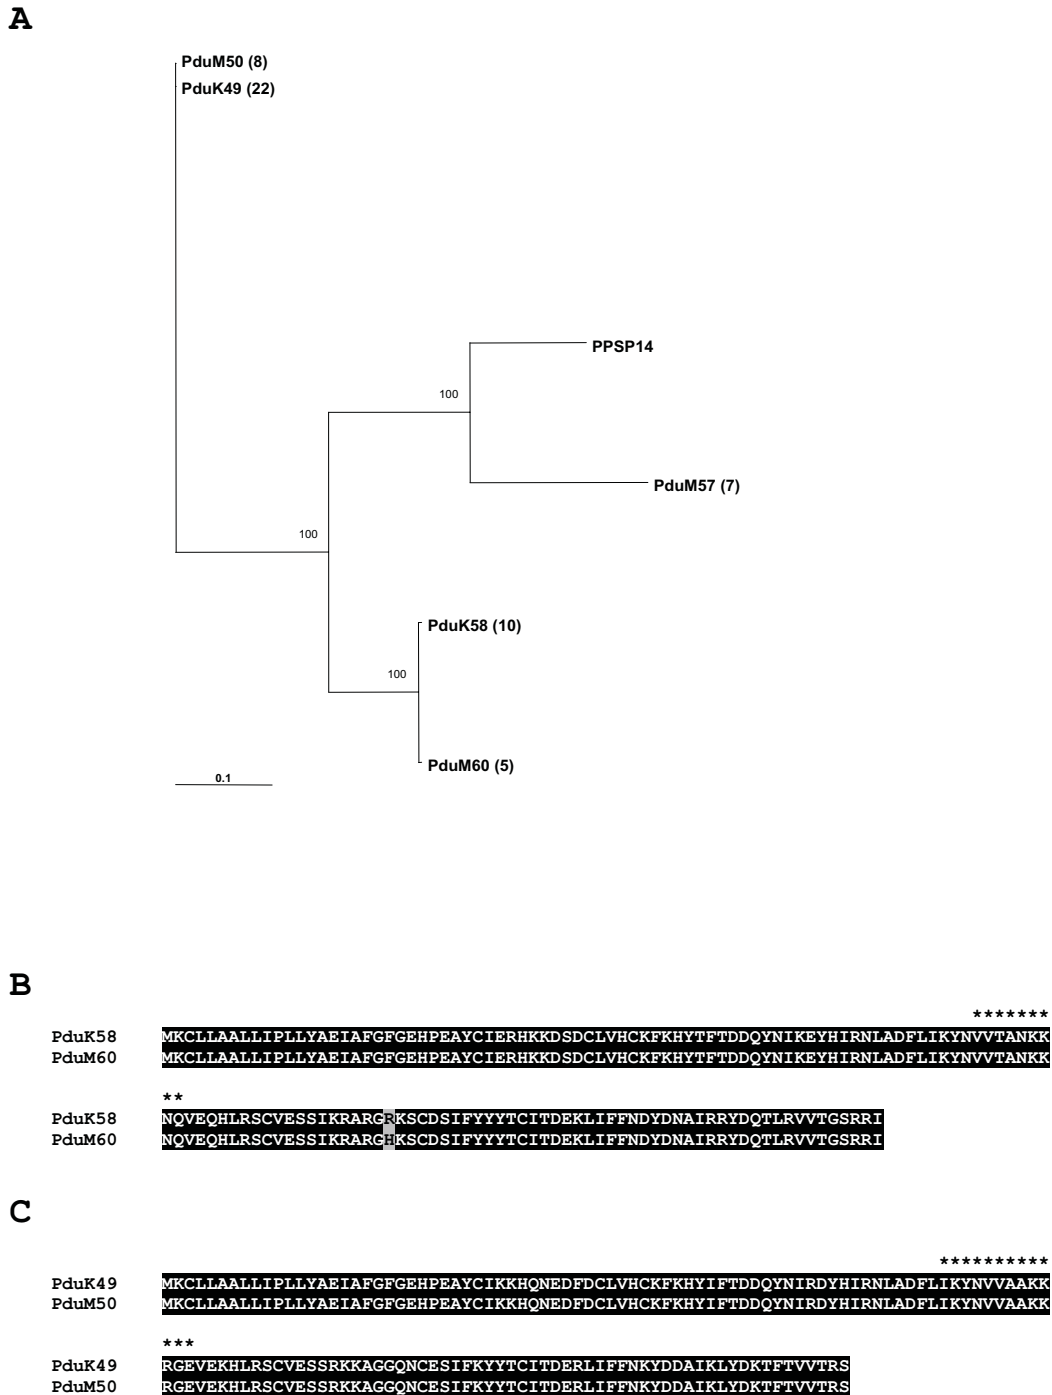 A
PduM50 (8)
PduK49 (22)
PPSP14
100
PduM57 (7)
100
PduK58 (10)
100
PduM60 (5)
0.1
B
*******
PduK58 MKCLLAALLIPLLYAEIAFGFGEHPEAYCIERHKKDSDCLVHCKFKHYTFTDDQYNIKEYHIRNLADFLIKYNVVTANKK
PduM60 MKCLLAALLIPLLYAEIAFGFGEHPEAYCIERHKKDSDCLVHCKFKHYTFTDDQYNIKEYHIRNLADFLIKYNVVTANKK
**
PduK58 NQVEQHLRSCVESSIKRARGRKSCDSIFYYYTCITDEKLIFFNDYDNAIRRYDQTLRVVTGSRRI
PduM60 NQVEQHLRSCVESSIKRARGHKSCDSIFYYYTCITDEKLIFFNDYDNAIRRYDQTLRVVTGSRRI
C
**********
PduK49 MKCLLAALLIPLLYAEIAFGFGEHPEAYCIKKHQNEDFDCLVHCKFKHYIFTDDQYNIRDYHIRNLADFLIKYNVVAAKK
PduM50 MKCLLAALLIPLLYAEIAFGFGEHPEAYCIKKHQNEDFDCLVHCKFKHYIFTDDQYNIRDYHIRNLADFLIKYNVVAAKK
***
PduK49 RGEVEKHLRSCVESSRKKAGGQNCESIFKYYTCITDERLIFFNKYDDAIKLYDKTFTVVTRS
PduM50 RGEVEKHLRSCVESSRKKAGGQNCESIFKYYTCITDERLIFFNKYDDAIKLYDKTFTVVTRS